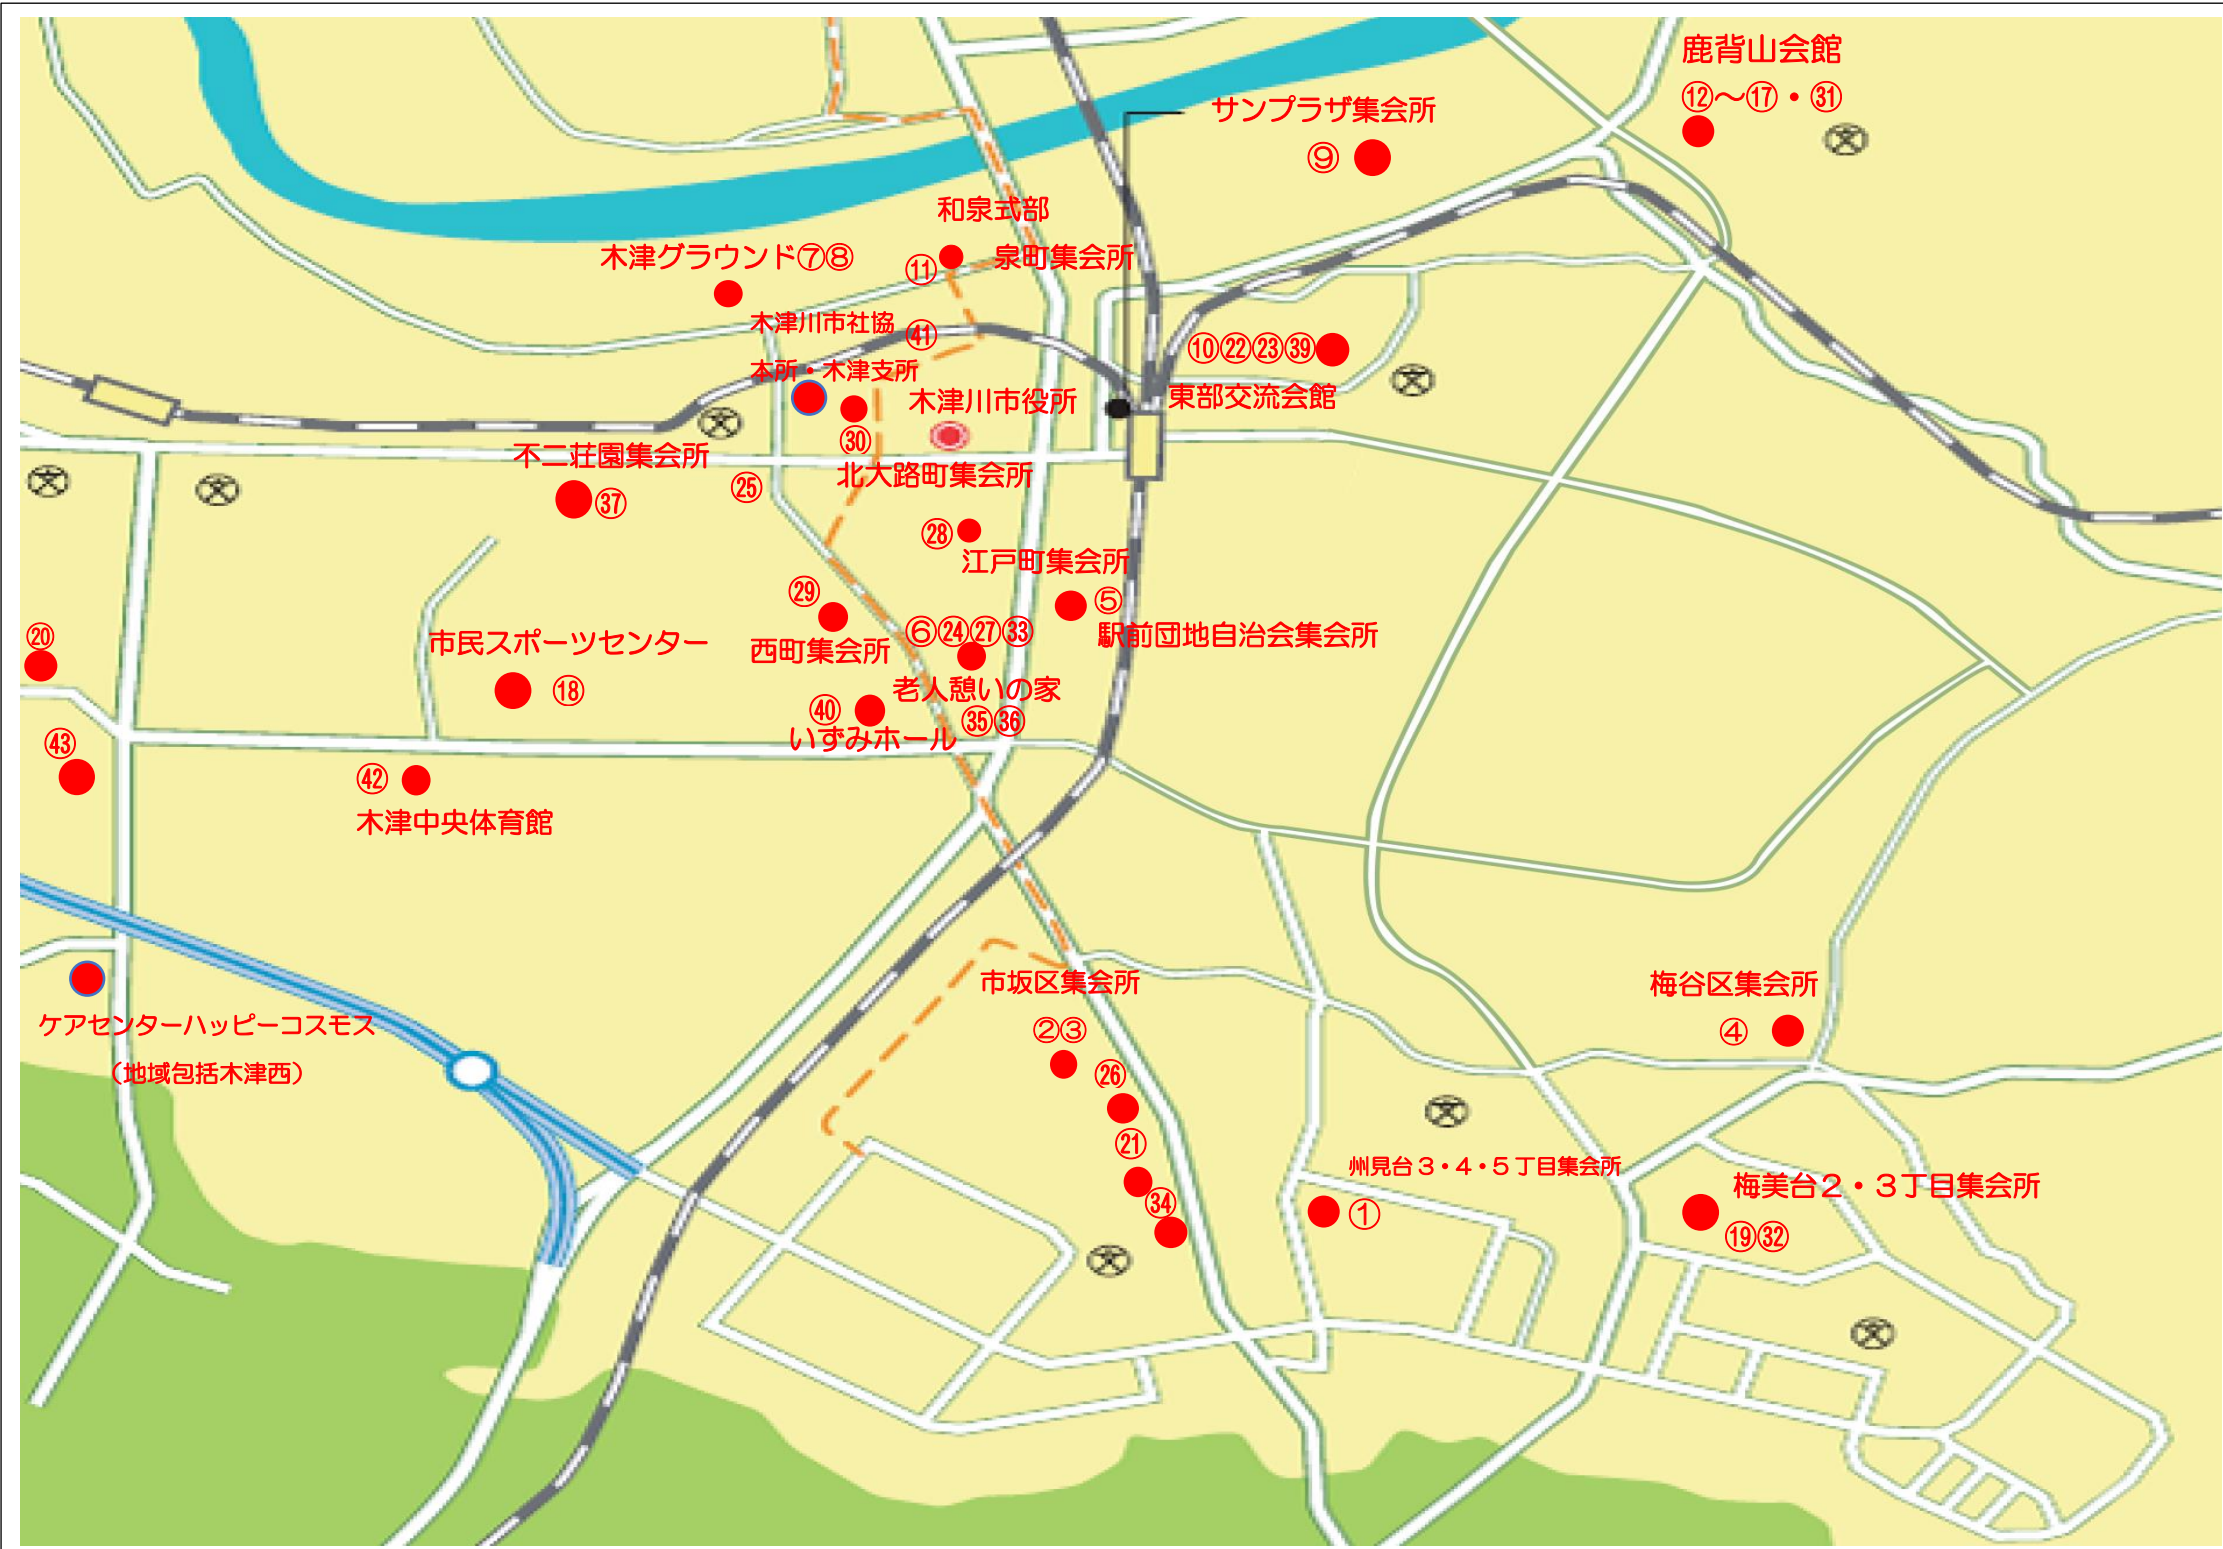 鹿背山会館
⑫～⑰・㉛
サンプラザ集会所
⑨
和泉式部
木津グラウンド⑦⑧
⑪
泉町集会所
木津川市社協
㊶
本所・木津支所
⑩㉒㉓㊴
東部交流会館
木津川市役所
㉚
不二荘園集会所
北大路町集会所
㉕
㊲
㉘
江戸町集会所
㉙
⑤
⑥㉔㉗㉝
駅前団地自治会集会所
⑳
市民スポーツセンター
西町集会所
⑱
老人憩いの家
㊵
㉟㊱
いずみホール
㊸
㊷
木津中央体育館
市坂区集会所
梅谷区集会所
②③
④
ケアセンターハッピーコスモス
（地域包括木津西）
㉖
㉑
州見台３・４・５丁目集会所
梅美台２・３丁目集会所
㉞
①
⑲㉜